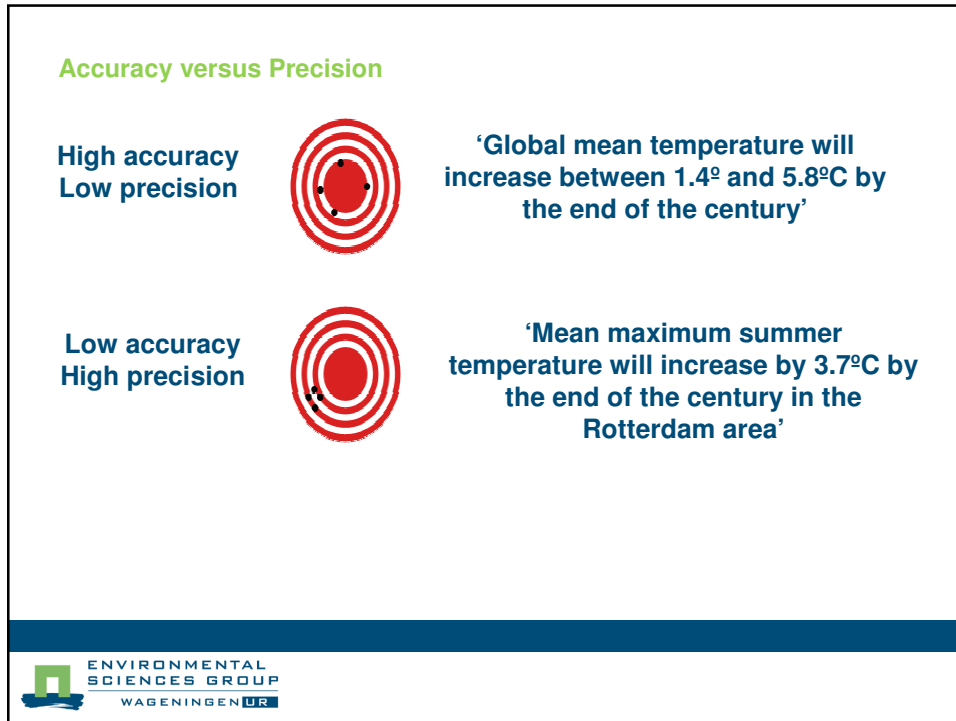 Accuracy versus Precision
High accuracy
Low precision
‘Global mean temperature will
increase between 1.4º and 5.8ºC by
the end of the century’
Low accuracy
High precision
‘Mean maximum summer
temperature will increase by 3.7ºC by
the end of the century in the
Rotterdam area’
ENVIRONMENTAL
SCIENCES GROUP
WAGENINGEN UR